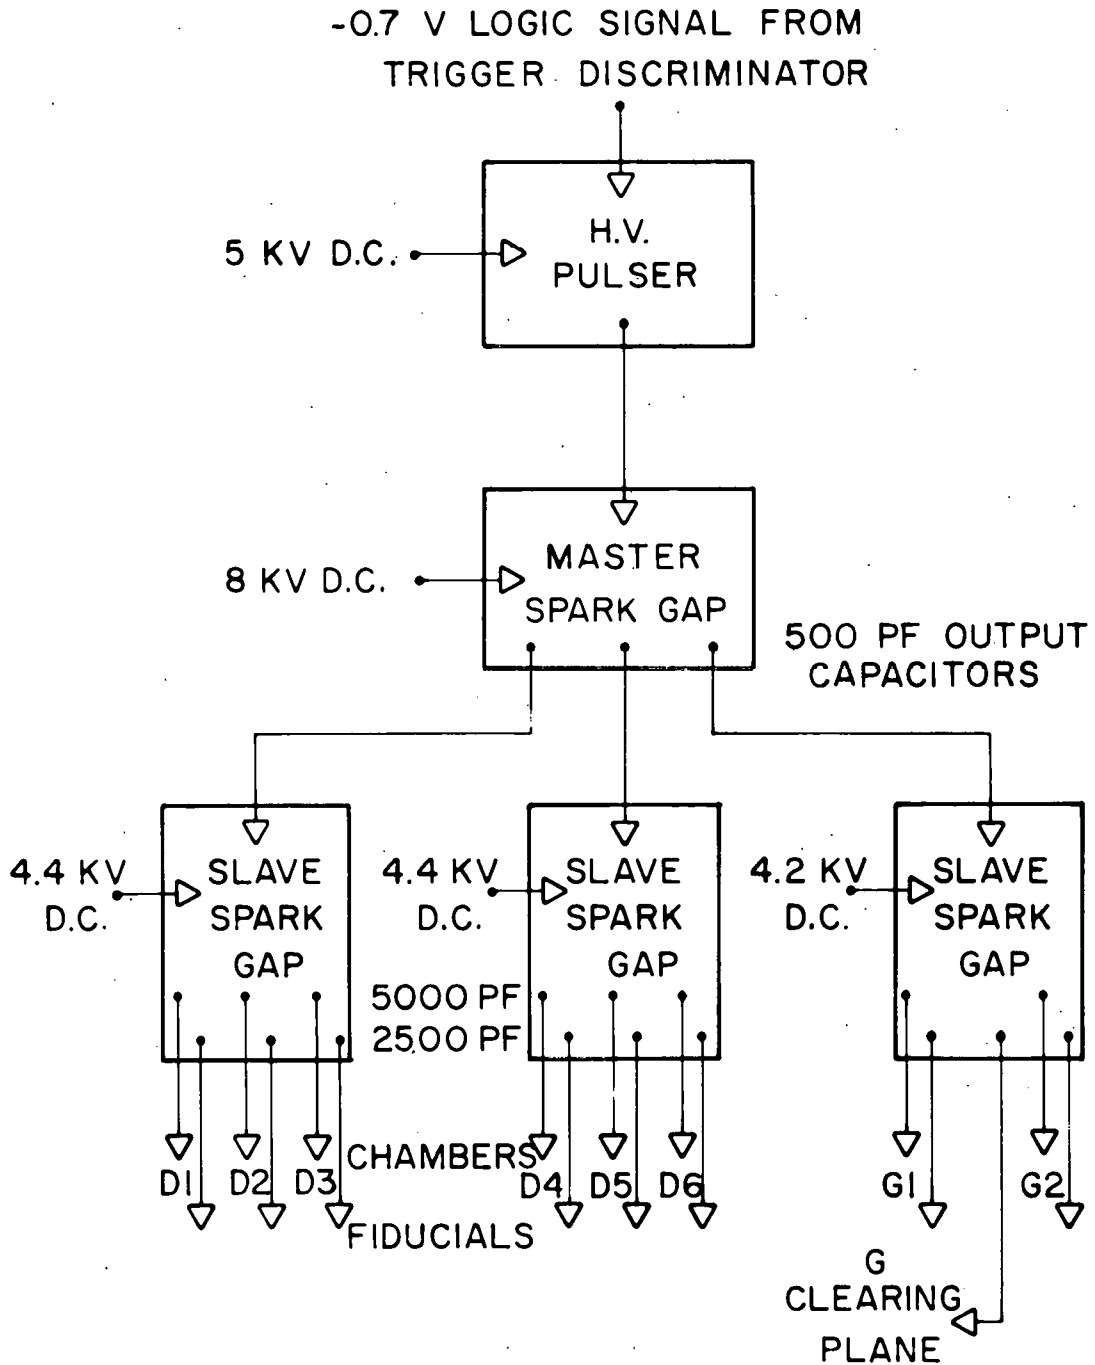 -0.7 V LOGIC SIGNAL FROM
TRIGGER DISCRIMINATOR
5 KV D.C.
H.V.
PULSER
8 KV D.C.
MASTER
SPARK GAP
500 PF OUTPUT
CAPACITORS
4.4 KV
D.C.
SLAVE
SPARK
GAP
4.4 KV
D.C.
SLAVE
SPARK
GAP
4.2 KV
D.C.
SLAVE
SPARK
GAP
5000 PF
2500 PF
CHAMBERS
D1 D2 D3
D4 D5 D6
G1 G2
FIDUCIALS
G
CLEARING
PLANE